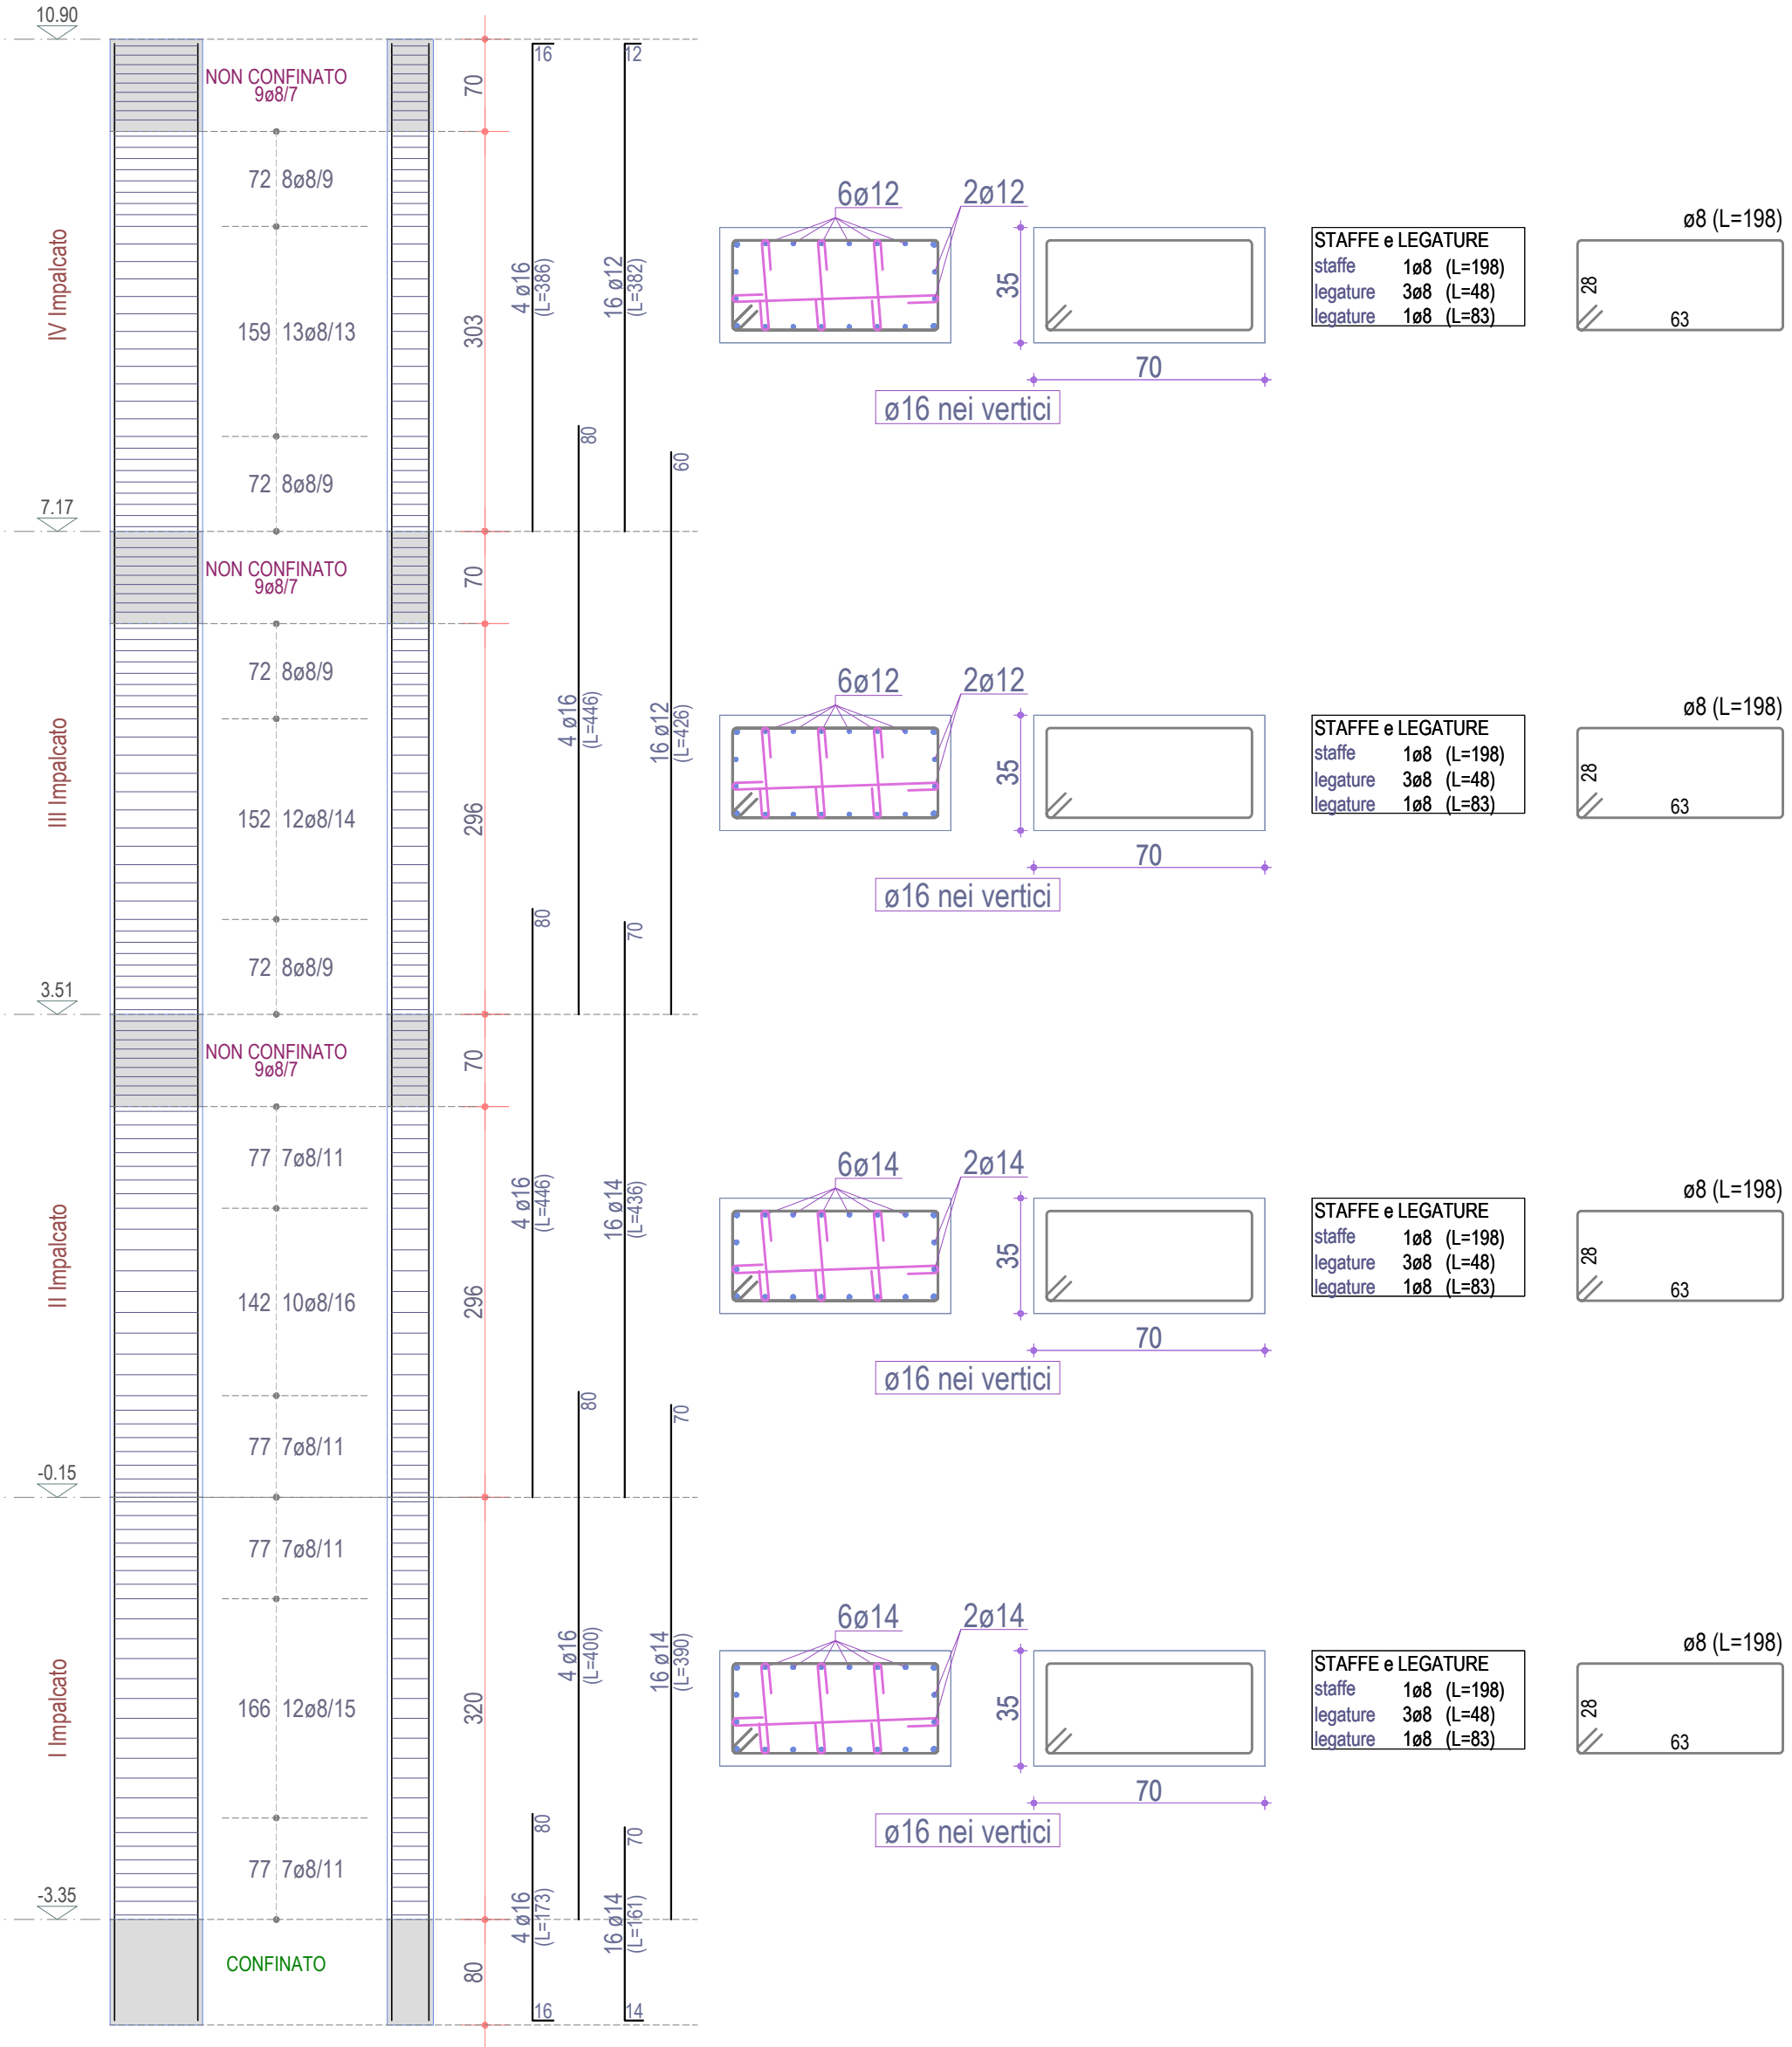 10.90
NON CONFINATO
9ø8/7
70
16
12
72 8ø8/9
IV Impalcato
159 13ø8/13
303
4 ø16
(L=386)
16 ø12
(L=382)
6ø12
2ø12
35
70
ø16 nei vertici
STAFFE e LEGATURE
staffe 1ø8 (L=198)
legature 3ø8 (L=48)
legature 1ø8 (L=83)
ø8 (L=198)
28
63
80
60
72 8ø8/9
7.17
NON CONFINATO
9ø8/7
70
72 8ø8/9
III Impalcato
152 12ø8/14
296
4 ø16
(L=446)
16 ø12
(L=426)
6ø12
2ø12
35
70
ø16 nei vertici
STAFFE e LEGATURE
staffe 1ø8 (L=198)
legature 3ø8 (L=48)
legature 1ø8 (L=83)
ø8 (L=198)
28
63
80
70
72 8ø8/9
3.51
NON CONFINATO
9ø8/7
70
77 7ø8/11
II Impalcato
142 10ø8/16
296
4 ø16
(L=446)
16 ø14
(L=436)
6ø14
2ø14
35
70
ø16 nei vertici
STAFFE e LEGATURE
staffe 1ø8 (L=198)
legature 3ø8 (L=48)
legature 1ø8 (L=83)
ø8 (L=198)
28
63
80
70
77 7ø8/11
-0.15
77 7ø8/11
I Impalcato
166 12ø8/15
320
4 ø16
(L=400)
16 ø14
(L=390)
6ø14
2ø14
35
70
ø16 nei vertici
STAFFE e LEGATURE
staffe 1ø8 (L=198)
legature 3ø8 (L=48)
legature 1ø8 (L=83)
ø8 (L=198)
28
63
80
70
77 7ø8/11
-3.35
4 ø16
(L=173)
16 ø14
(L=161)
CONFINATO
80
16
14